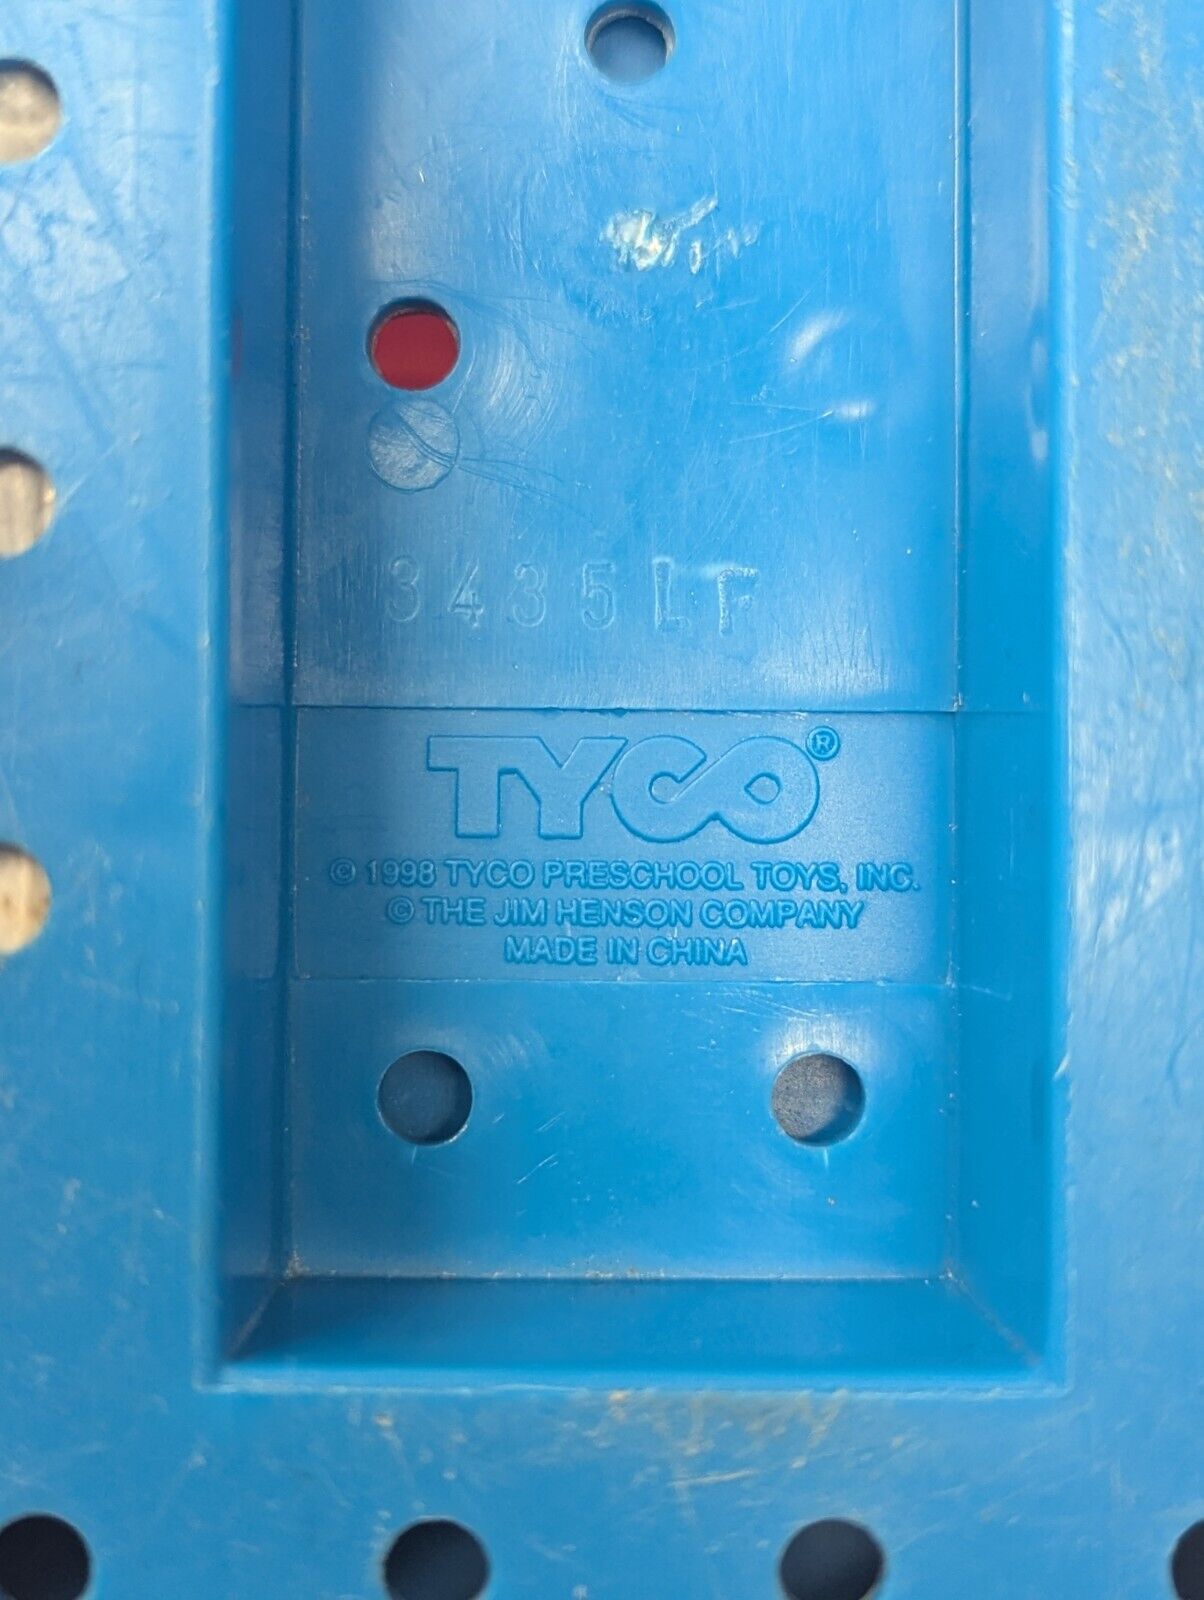 3435LF
TYCO®
© 1998 TYCO PRESCHOOL TOYS, INC.
© THE JIM HENSON COMPANY
MADE IN CHINA